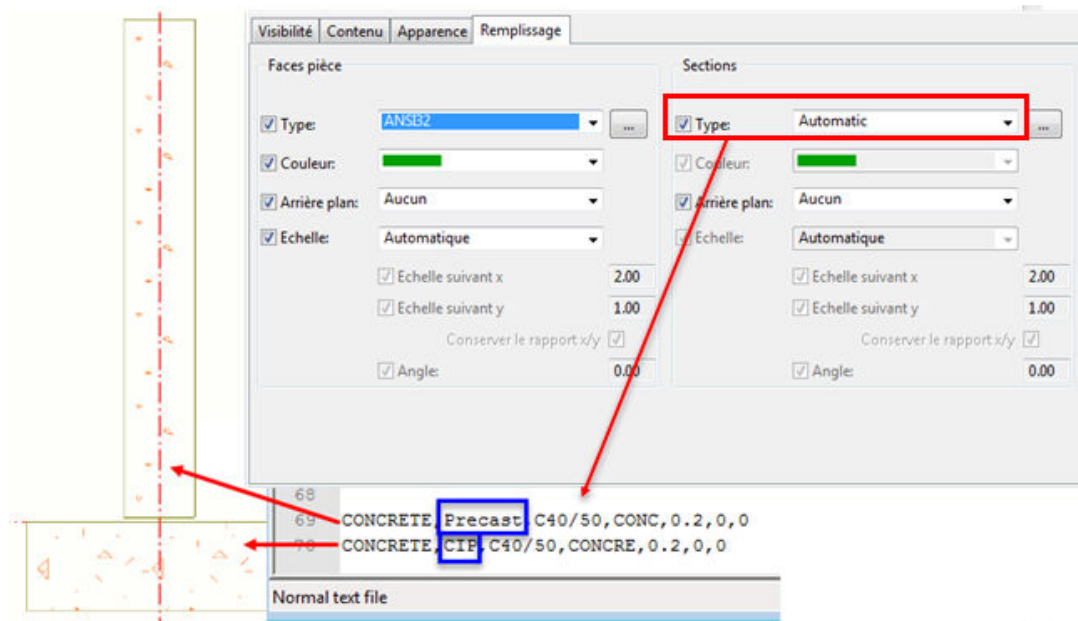 Visibilité Contenu Apparence Remplissage
Faces pièce Sections
Type: ANSI32 ... Type: Automatic ...
Couleur: Couleur:
Arrière plan: Aucun Arrière plan: Aucun
Echelle: Automatique Echelle: Automatique
Echelle suivant x 2.00 Echelle suivant x 2.00
Echelle suivant y 1.00 Echelle suivant y 1.00
Conserver le rapport x/y Conserver le rapport x/y
Angle: 0.00 Angle: 0.00
68
69 CONCRETE,Precast,C40/50,CONC,0.2,0,0
70 CONCRETE,CIP,C40/50,CONCRE,0.2,0,0
Normal text file